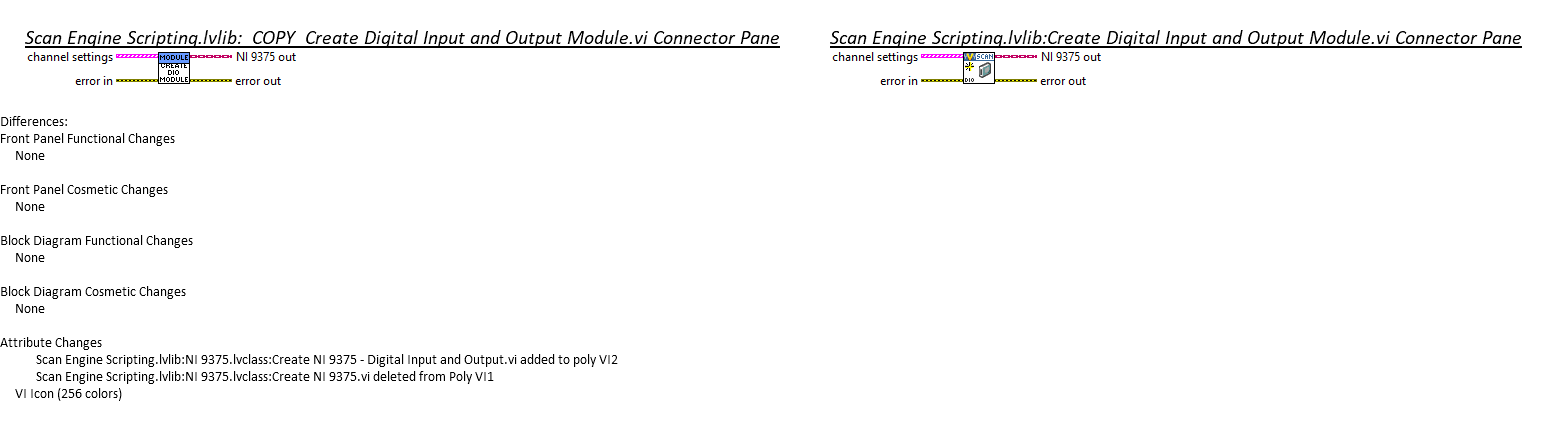 Scan Engine Scripting.lvlib:_COPY_Create Digital Input and Output Module.vi Connector Pane
channel settings MODULE NI 9375 out
CREATE
DIO
error in MODULE error out
Scan Engine Scripting.lvlib:Create Digital Input and Output Module.vi Connector Pane
channel settings SCAN NI 9375 out
error in DIO error out
Differences:
Front Panel Functional Changes
None
Front Panel Cosmetic Changes
None
Block Diagram Functional Changes
None
Block Diagram Cosmetic Changes
None
Attribute Changes
Scan Engine Scripting.lvlib:NI 9375.lvclass:Create NI 9375 - Digital Input and Output.vi added to poly VI2
Scan Engine Scripting.lvlib:NI 9375.lvclass:Create NI 9375.vi deleted from Poly VI1
VI Icon (256 colors)